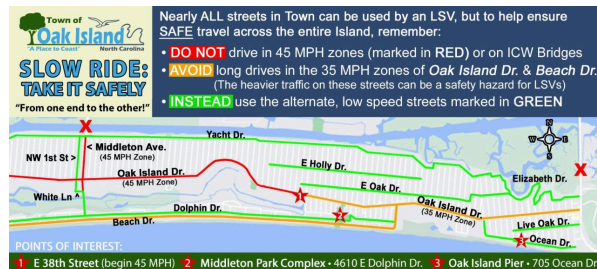 Town of
Oak Island
"A Place to Coast" North Carolina
SLOW RIDE:
TAKE IT SAFELY
"From one end to the other!"
Nearly ALL streets in Town can be used by an LSV, but to help ensure
SAFE travel across the entire Island, remember:
• DO NOT drive in 45 MPH zones (marked in RED) or on ICW Bridges
• AVOID long drives in the 35 MPH zones of Oak Island Dr. & Beach Dr.
(The heavier traffic on these streets can be a safety hazard for LSVs)
• INSTEAD use the alternate, low speed streets marked in GREEN
X
Yacht Dr.
N
W E
S
< Middleton Ave.
(45 MPH Zone)
NW 1st St >
Oak Island Dr.
(45 MPH Zone)
E Holly Dr.
X
Elizabeth Dr.
E Oak Dr.
White Ln ^
Oak Island Dr.
(35 MPH Zone)
Dolphin Dr.
1
2
Beach Dr.
Live Oak Dr.
3
Ocean Dr.
POINTS OF INTEREST:
1 E 38th Street (begin 45 MPH) 2 Middleton Park Complex • 4610 E Dolphin Dr. 3 Oak Island Pier • 705 Ocean Dr